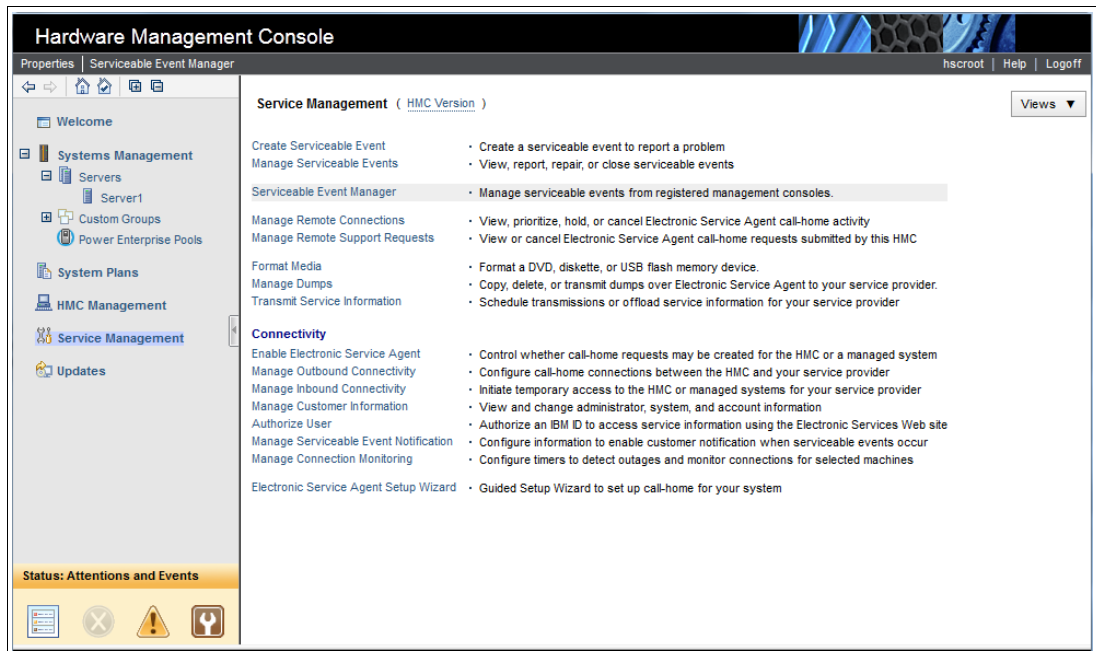 Hardware Management Console
Properties | Serviceable Event Manager
hscroot | Help | Logoff
Welcome
Systems Management
Servers
Server1
Custom Groups
Power Enterprise Pools
System Plans
HMC Management
Service Management
Updates
Status: Attentions and Events
Service Management ( HMC Version )
Views ▼
Create Serviceable Event · Create a serviceable event to report a problem
Manage Serviceable Events · View, report, repair, or close serviceable events
Serviceable Event Manager · Manage serviceable events from registered management consoles.
Manage Remote Connections · View, prioritize, hold, or cancel Electronic Service Agent call-home activity
Manage Remote Support Requests · View or cancel Electronic Service Agent call-home requests submitted by this HMC
Format Media · Format a DVD, diskette, or USB flash memory device.
Manage Dumps · Copy, delete, or transmit dumps over Electronic Service Agent to your service provider.
Transmit Service Information · Schedule transmissions or offload service information for your service provider
Connectivity
Enable Electronic Service Agent · Control whether call-home requests may be created for the HMC or a managed system
Manage Outbound Connectivity · Configure call-home connections between the HMC and your service provider
Manage Inbound Connectivity · Initiate temporary access to the HMC or managed systems for your service provider
Manage Customer Information · View and change administrator, system, and account information
Authorize User · Authorize an IBM ID to access service information using the Electronic Services Web site
Manage Serviceable Event Notification · Configure information to enable customer notification when serviceable events occur
Manage Connection Monitoring · Configure timers to detect outages and monitor connections for selected machines
Electronic Service Agent Setup Wizard · Guided Setup Wizard to set up call-home for your system